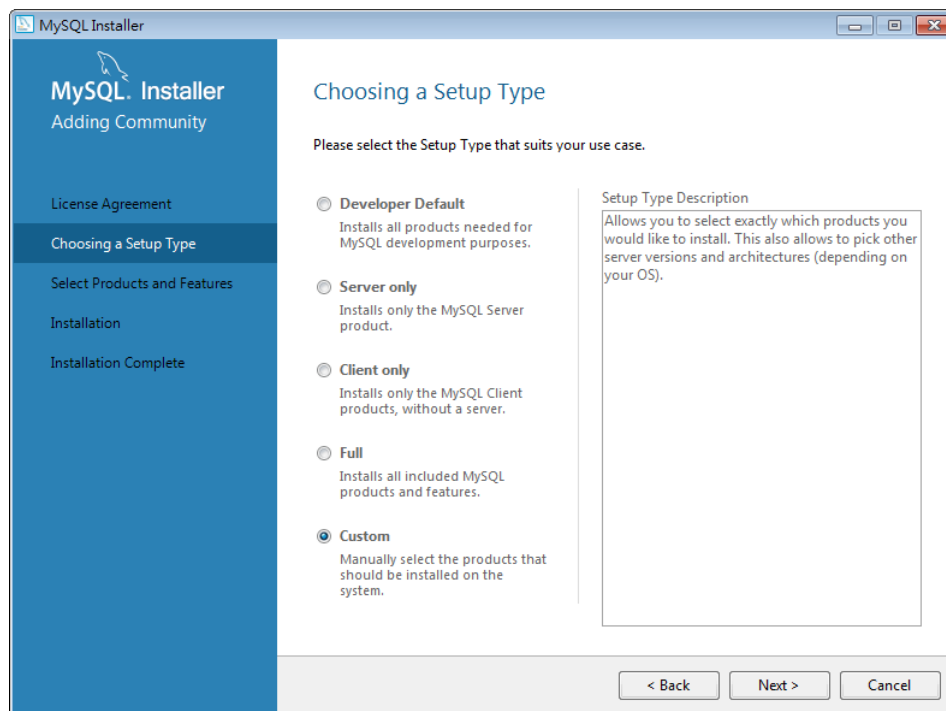 MySQL Installer
MySQL. Installer
Adding Community
License Agreement
Choosing a Setup Type
Select Products and Features
Installation
Installation Complete
Choosing a Setup Type
Please select the Setup Type that suits your use case.
Developer Default
Installs all products needed for
MySQL development purposes.
Server only
Installs only the MySQL Server
product.
Client only
Installs only the MySQL Client
products, without a server.
Full
Installs all included MySQL
products and features.
Custom
Manually select the products that
should be installed on the
system.
Setup Type Description
Allows you to select exactly which products you
would like to install. This also allows to pick other
server versions and architectures (depending on
your OS).
< Back
Next >
Cancel